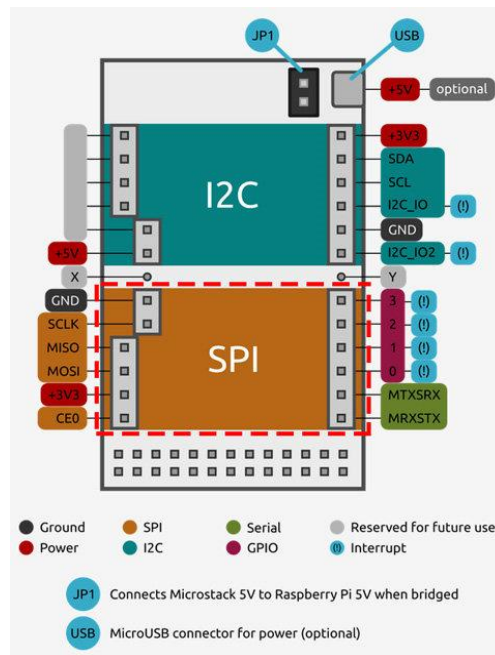 JP1 USB
+5V optional
+3V3
SDA
I2C SCL
I2C_IO (!)
GND
+5V I2C_IO2 (!)
X Y
GND 3 (!)
SCLK 2 (!)
MISO SPI 1 (!)
MOSI 0 (!)
+3V3 MTXSRX
CE0 MRXSTX
Ground SPI Serial Reserved for future use
Power I2C GPIO (!) Interrupt
JP1 Connects Microstack 5V to Raspberry Pi 5V when bridged
USB MicroUSB connector for power (optional)